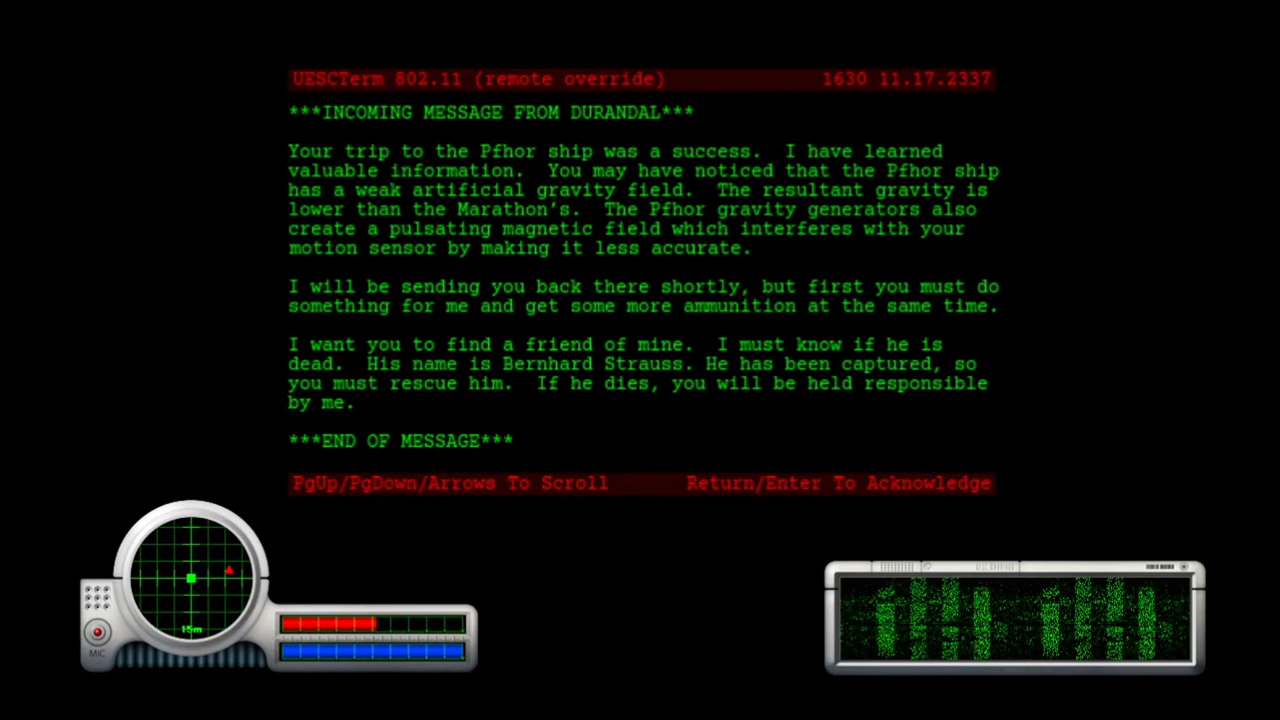 UESCTerm 802.11 (remote override) 1630 11.17.2337
***INCOMING MESSAGE FROM DURANDAL***
Your trip to the Pfhor ship was a success.  I have learned
valuable information.  You may have noticed that the Pfhor ship
has a weak artificial gravity field.  The resultant gravity is
lower than the Marathon's.  The Pfhor gravity generators also
create a pulsating magnetic field which interferes with your
motion sensor by making it less accurate.
I will be sending you back there shortly, but first you must do
something for me and get some more ammunition at the same time.
I want you to find a friend of mine.  I must know if he is
dead.  His name is Bernhard Strauss. He has been captured, so
you must rescue him.  If he dies, you will be held responsible
by me.
***END OF MESSAGE***
PgUp/PgDown/Arrows To Scroll Return/Enter To Acknowledge
15m
MIC